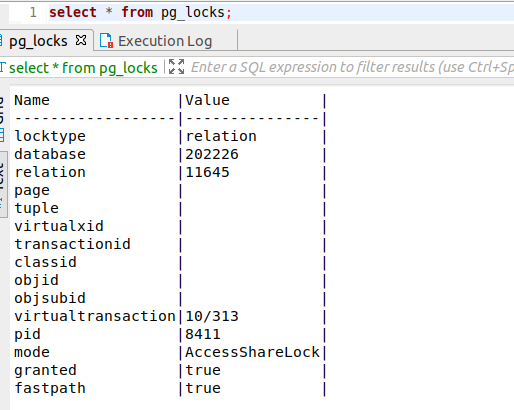 1 select * from pg_locks;
pg_locks Execution Log
select * from pg_locks Enter a SQL expression to filter results (use Ctrl+Sp
Name |Value |
------------------|---------------|
locktype |relation |
database |202226 |
relation |11645 |
page | |
tuple | |
virtualxid | |
transactionid | |
classid | |
objid | |
objsubid | |
virtualtransaction|10/313 |
pid |8411 |
mode |AccessShareLock|
granted |true |
fastpath |true |